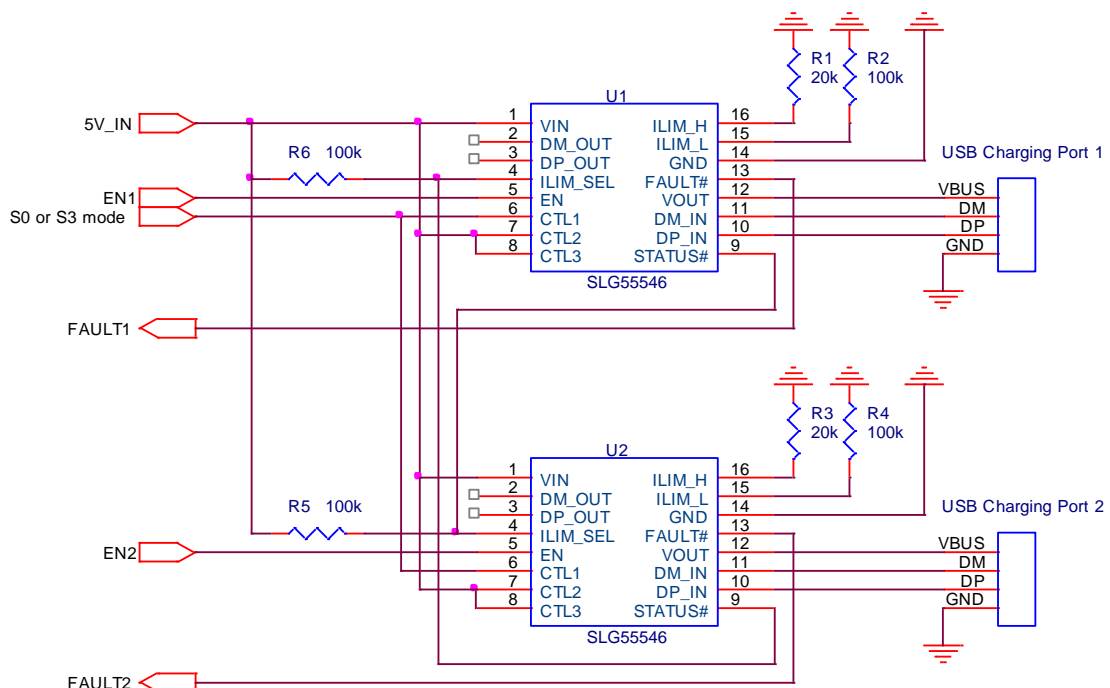 R1
20k
R2
100k
U1
5V_IN
R6 100k
EN1
S0 or S3 mode
1 VIN
2 DM_OUT
3 DP_OUT
4 ILIM_SEL
5 EN
6 CTL1
7 CTL2
8 CTL3
ILIM_H 16
ILIM_L 15
GND 14
FAULT# 13
VOUT 12
DM_IN 11
DP_IN 10
STATUS# 9
SLG55546
USB Charging Port 1
VBUS
DM
DP
GND
FAULT1
R3
20k
R4
100k
U2
R5 100k
EN2
1 VIN
2 DM_OUT
3 DP_OUT
4 ILIM_SEL
5 EN
6 CTL1
7 CTL2
8 CTL3
ILIM_H 16
ILIM_L 15
GND 14
FAULT# 13
VOUT 12
DM_IN 11
DP_IN 10
STATUS# 9
SLG55546
USB Charging Port 2
VBUS
DM
DP
GND
FAULT2